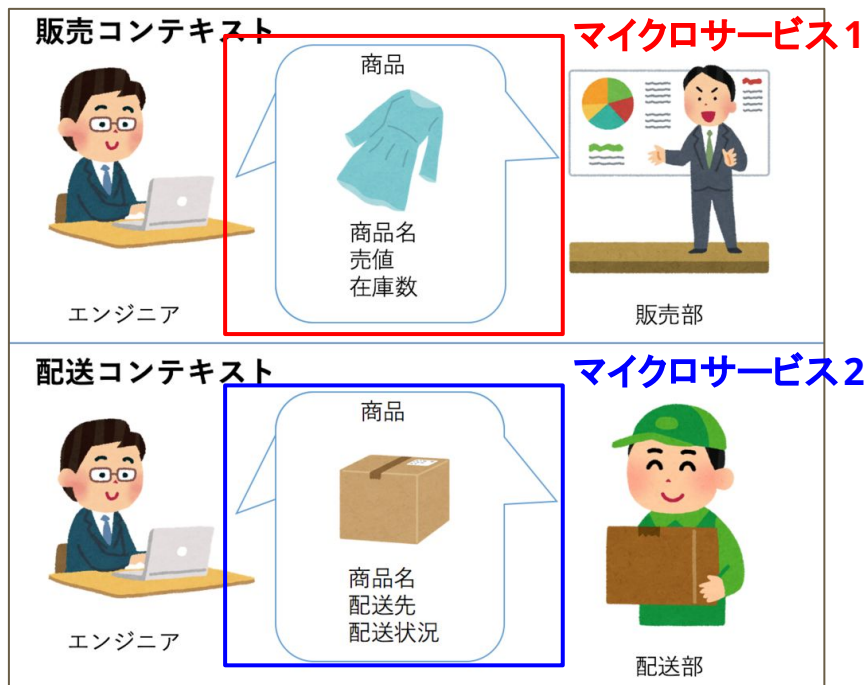 販売コンテキスト
マイクロサービス1
商品
商品名
売値
在庫数
エンジニア
販売部
配送コンテキスト
マイクロサービス2
商品
商品名
配送先
配送状況
エンジニア
配送部